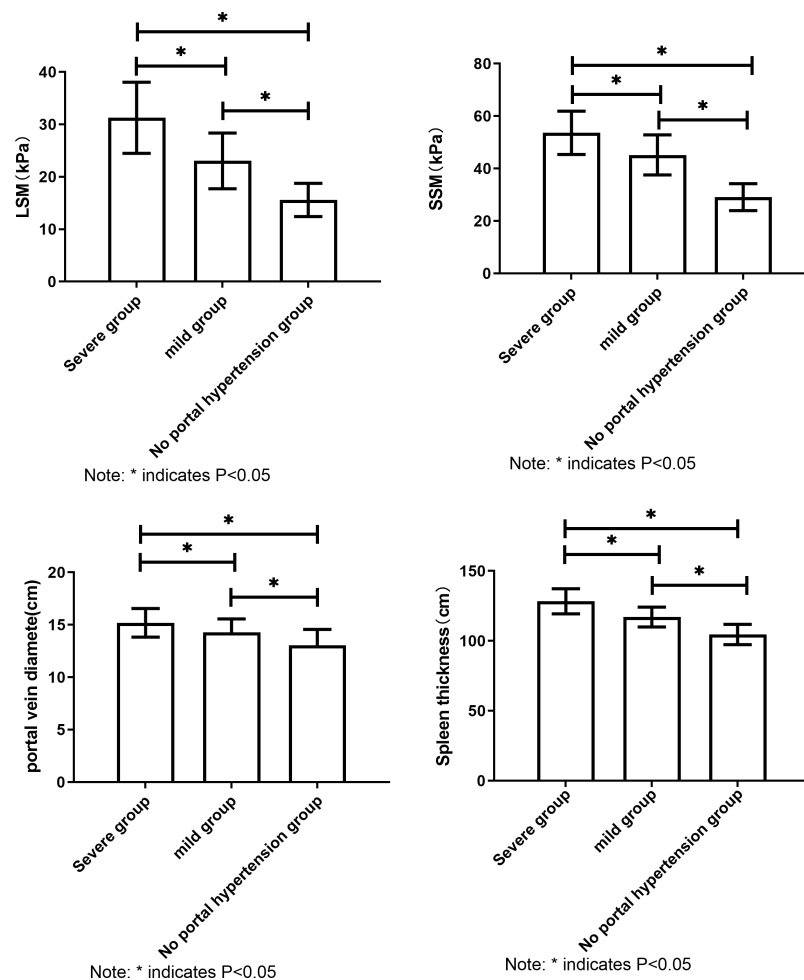 *
*
*
LSM(kPa)
40
30
20
10
0
Severe group
mild group
No portal hypertension group
Note: * indicates P<0.05
*
*
*
SSM(kPa)
80
60
40
20
0
Severe group
mild group
No portal hypertension group
Note: * indicates P<0.05
*
*
*
portal vein diamete(cm)
20
15
10
5
0
Severe group
mild group
No portal hypertension group
Note: * indicates P<0.05
*
*
*
Spleen thickness(cm)
150
100
50
0
Severe group
mild group
No portal hypertension group
Note: * indicates P<0.05